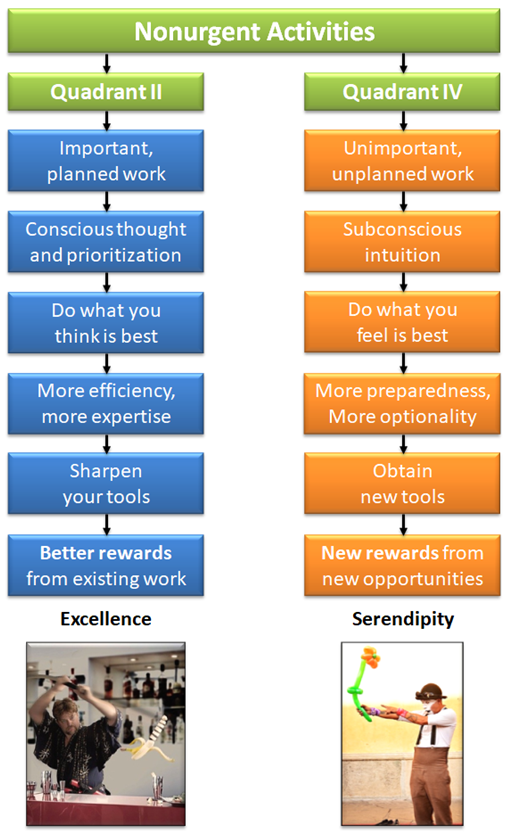 Nonurgent Activities
Quadrant II
Important,
planned work
Conscious thought
and prioritization
Do what you
think is best
More efficiency,
more expertise
Sharpen
your tools
Better rewards
from existing work
Excellence
Quadrant IV
Unimportant,
unplanned work
Subconscious
intuition
Do what you
feel is best
More preparedness,
More optionality
Obtain
new tools
New rewards from
new opportunities
Serendipity